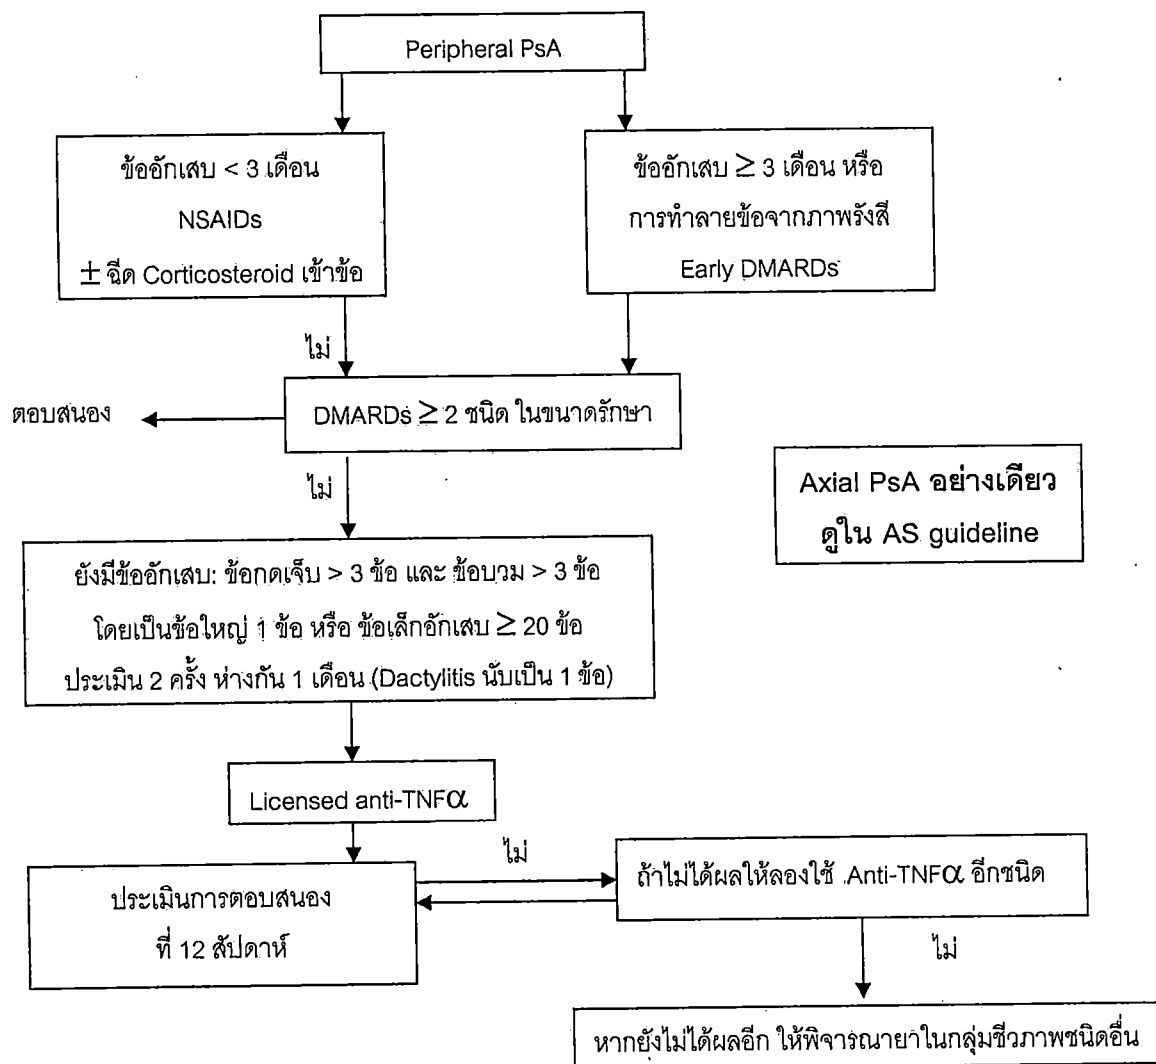 Peripheral PsA
ข้ออักเสบ < 3 เดือน
NSAIDs
± ฉีด Corticosteroid เข้าข้อ
ข้ออักเสบ ≥ 3 เดือน หรือ
การทำลายข้อจากภาพรังสี
Early DMARDs
ไม่
ตอบสนอง
DMARDs ≥ 2 ชนิด ในขนาดรักษา
ไม่
Axial PsA อย่างเดียว
ดูใน AS guideline
ยังมีข้ออักเสบ: ข้อกดเจ็บ > 3 ข้อ และ ข้อบวม > 3 ข้อ
โดยเป็นข้อใหญ่ 1 ข้อ หรือ ข้อเล็กอักเสบ ≥ 20 ข้อ
ประเมิน 2 ครั้ง ห่างกัน 1 เดือน (Dactylitis นับเป็น 1 ข้อ)
Licensed anti-TNFα
ไม่
ประเมินการตอบสนอง
ที่ 12 สัปดาห์
ถ้าไม่ได้ผลให้ลองใช้ Anti-TNFα อีกชนิด
ไม่
หากยังไม่ได้ผลอีก ให้พิจารณายาในกลุ่มชีวภาพชนิดอื่น